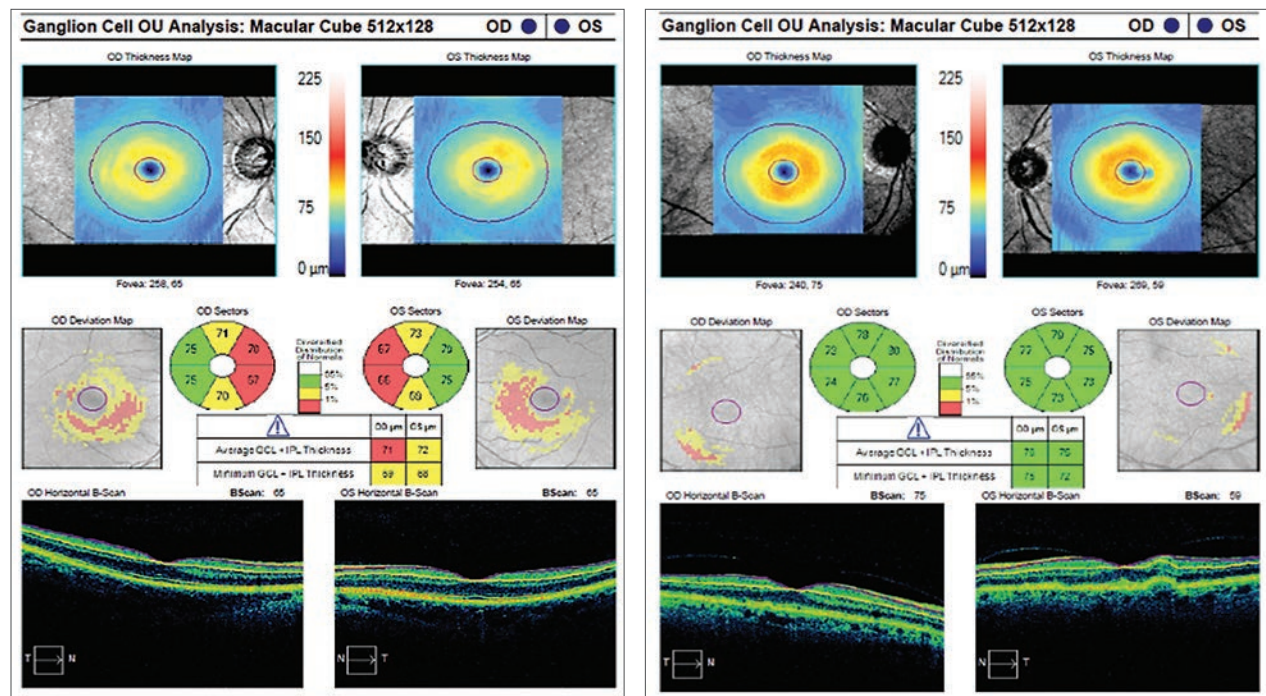 Ganglion Cell OU Analysis: Macular Cube 512x128 OD OS
OD Thickness Map OS Thickness Map
225
150
75
0 µm
Fovea: 258, 65 Fovea: 254, 65
OD Deviation Map OD Sectors OS Sectors OS Deviation Map
Diversified
Distribution
of Normals
95%
5%
1%
71 73
75 70 67 79
75 67 66 75
70 69
OD µm OS µm
Average GCL + IPL Thickness 71 72
Minimum GCL + IPL Thickness 69 68
OD Horizontal B-Scan BScan: 65 OS Horizontal B-Scan BScan: 65
T N N T
Ganglion Cell OU Analysis: Macular Cube 512x128 OD OS
OD Thickness Map OS Thickness Map
225
150
75
0 µm
Fovea: 240, 75 Fovea: 269, 59
OD Deviation Map OD Sectors OS Sectors OS Deviation Map
Diversified
Distribution
of Normals
95%
5%
1%
79
73 77 75
74 77 75 73
76 73
OD µm OS µm
Average GCL + IPL Thickness
Minimum GCL + IPL Thickness 75 72
OD Horizontal B-Scan BScan: 75 OS Horizontal B-Scan BScan: 59
T N N T